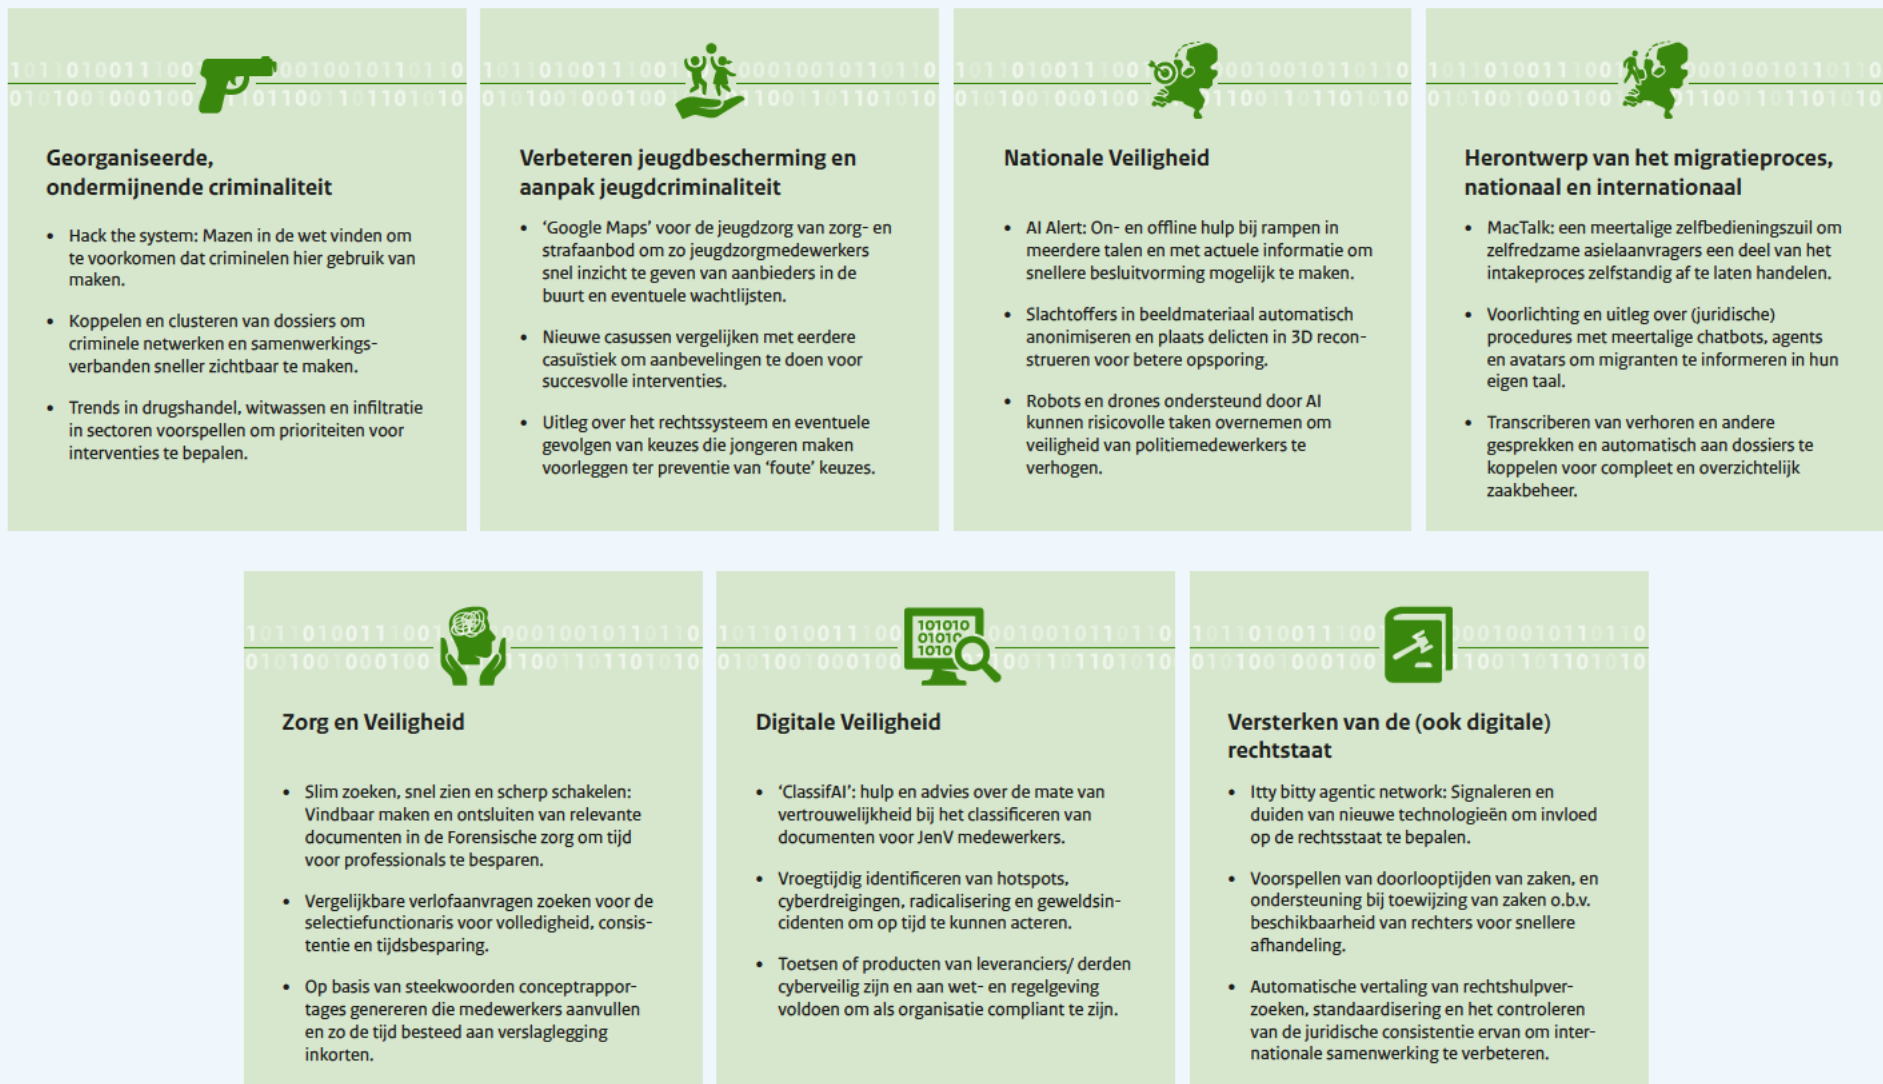 Georganiseerde,
ondermijnende criminaliteit
• Hack the system: Mazen in de wet vinden om
te voorkomen dat criminelen hier gebruik van
maken.
• Koppelen en clusteren van dossiers om
criminele netwerken en samenwerkings-
verbanden sneller zichtbaar te maken.
• Trends in drugshandel, witwassen en infiltratie
in sectoren voorspellen om prioriteiten voor
interventies te bepalen.
Verbeteren jeugdbescherming en
aanpak jeugdcriminaliteit
• ‘Google Maps’ voor de jeugdzorg van zorg- en
strafaanbod om zo jeugdzorgmedewerkers
snel inzicht te geven van aanbieders in de
buurt en eventuele wachtlijsten.
• Nieuwe casussen vergelijken met eerdere
casuïstiek om aanbevelingen te doen voor
succesvolle interventies.
• Uitleg over het rechtssysteem en eventuele
gevolgen van keuzes die jongeren maken
voorleggen ter preventie van ‘foute’ keuzes.
Nationale Veiligheid
• AI Alert: On- en offline hulp bij rampen in
meerdere talen en met actuele informatie om
snellere besluitvorming mogelijk te maken.
• Slachtoffers in beeldmateriaal automatisch
anonimiseren en plaats delicten in 3D recon-
strueren voor betere opsporing.
• Robots en drones ondersteund door AI
kunnen risicovolle taken overnemen om
veiligheid van politiemedewerkers te
verhogen.
Herontwerp van het migratieproces,
nationaal en internationaal
• MacTalk: een meertalige zelfbedieningszuil om
zelfredzame asielaanvragers een deel van het
intakeproces zelfstandig af te laten handelen.
• Voorlichting en uitleg over (juridische)
procedures met meertalige chatbots, agents
en avatars om migranten te informeren in hun
eigen taal.
• Transcriberen van verhoren en andere
gesprekken en automatisch aan dossiers te
koppelen voor compleet en overzichtelijk
zaakbeheer.
Zorg en Veiligheid
• Slim zoeken, snel zien en scherp schakelen:
Vindbaar maken en ontsluiten van relevante
documenten in de Forensische zorg om tijd
voor professionals te besparen.
• Vergelijkbare verlofaanvragen zoeken voor de
selectiefunctionaris voor volledigheid, consis-
tentie en tijdsbesparing.
• Op basis van steekwoorden conceptrappor-
tages genereren die medewerkers aanvullen
en zo de tijd besteed aan verslaglegging
inkorten.
101010
01010
1010
Digitale Veiligheid
• ‘ClassifAI’: hulp en advies over de mate van
vertrouwelijkheid bij het classificeren van
documenten voor JenV medewerkers.
• Vroegtijdig identificeren van hotspots,
cyberdreigingen, radicalisering en geweldsin-
cidenten om op tijd te kunnen acteren.
• Toetsen of producten van leveranciers/ derden
cyberveilig zijn en aan wet- en regelgeving
voldoen om als organisatie compliant te zijn.
Versterken van de (ook digitale)
rechtstaat
• Itty bitty agentic network: Signaleren en
duiden van nieuwe technologieën om invloed
op de rechtsstaat te bepalen.
• Voorspellen van doorlooptijden van zaken, en
ondersteuning bij toewijzing van zaken o.b.v.
beschikbaarheid van rechters voor snellere
afhandeling.
• Automatische vertaling van rechtshulpver-
zoeken, standaardisering en het controleren
van de juridische consistentie ervan om inter-
nationale samenwerking te verbeteren.